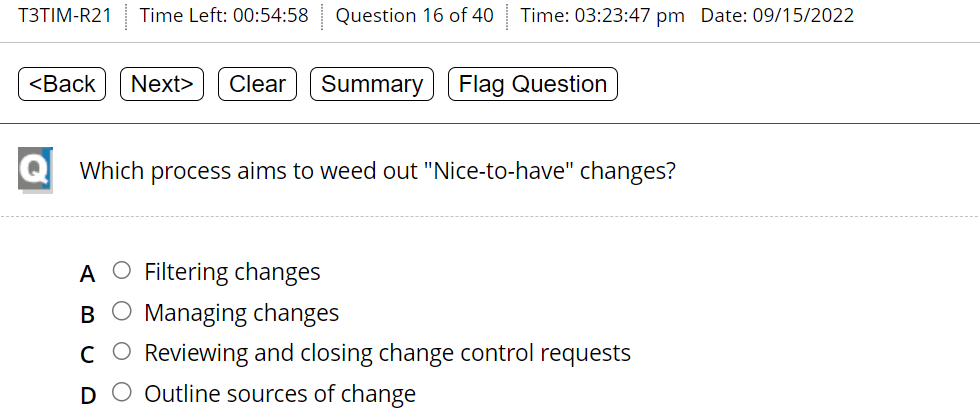 T3TIM-R21 Time Left: 00:54:58 Question 16 of 40 Time: 03:23:47 pm Date: 09/15/2022
<Back Next> Clear Summary Flag Question
Q Which process aims to weed out "Nice-to-have" changes?
A Filtering changes
B Managing changes
C Reviewing and closing change control requests
D Outline sources of change